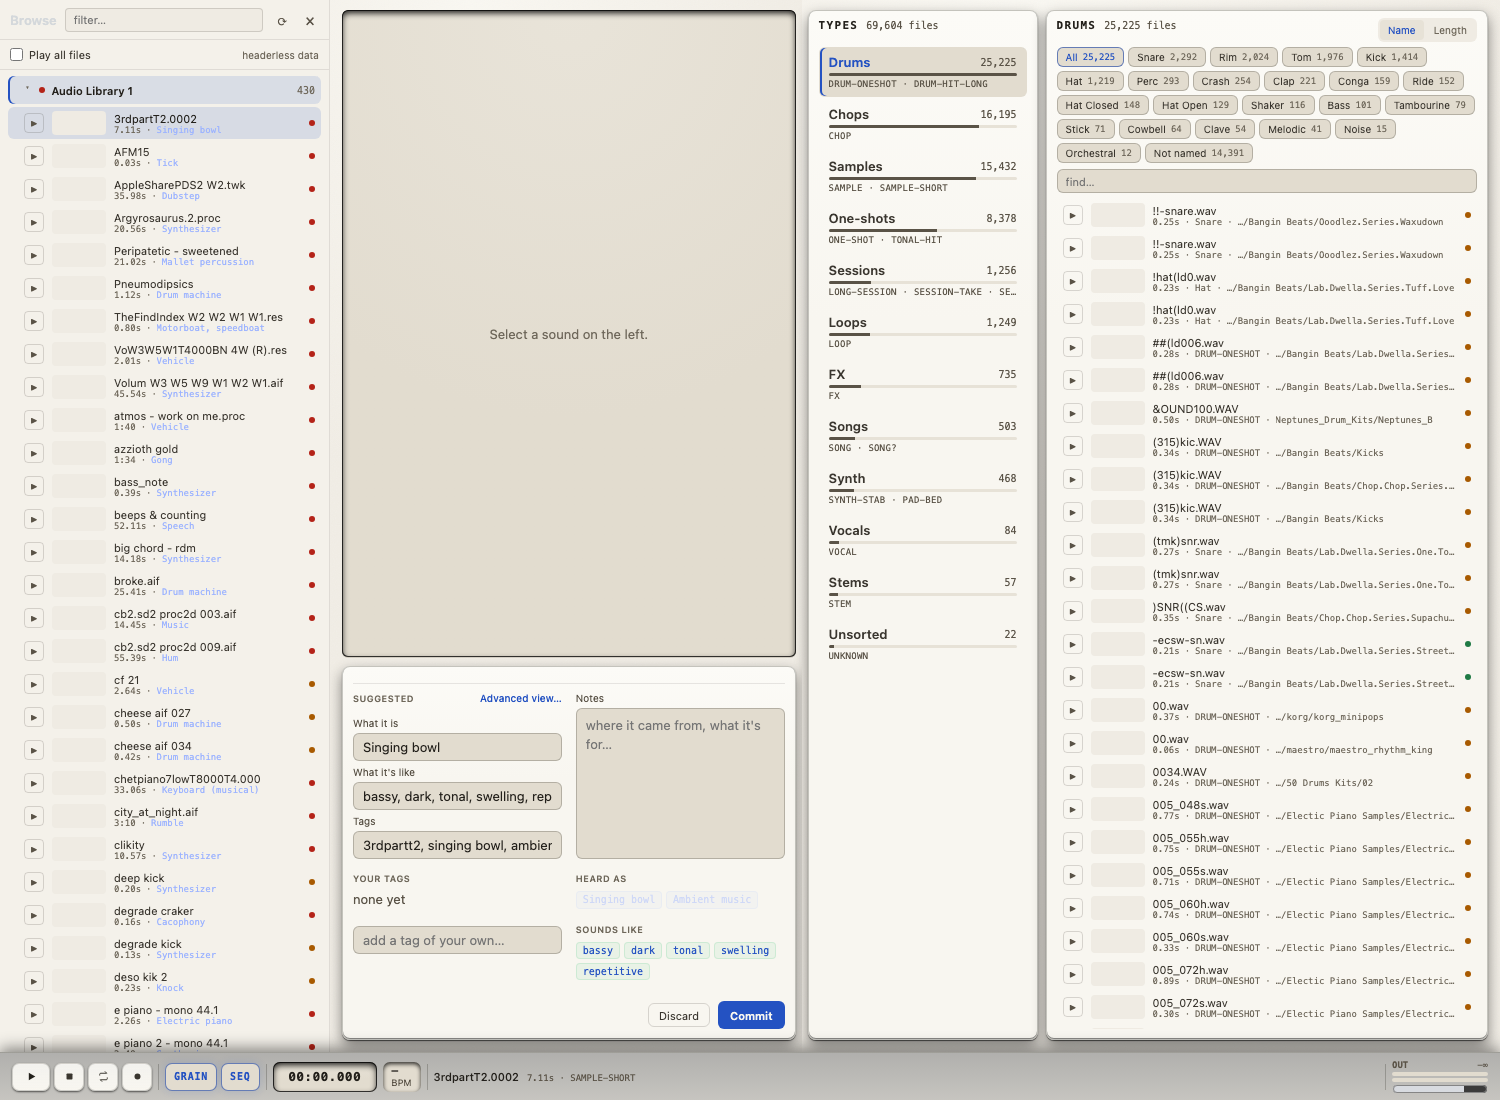 Browse
filter...
Play all files
headerless data
Audio Library 1 430
3rdpartT2.0002
7.11s · Singing bowl
AFM15
0.03s · Tick
AppleSharePDS2 W2.twk
35.98s · Dubstep
Argyrosaurus.2.proc
20.56s · Synthesizer
Peripatetic - sweetened
21.02s · Mallet percussion
Pneumodipsics
1.12s · Drum machine
TheFindIndex W2 W2 W1 W1.res
0.80s · Motorboat, speedboat
VoW3W5W1T4000BN 4W (R).res
2.01s · Vehicle
Volum W3 W5 W9 W1 W2 W1.aif
45.54s · Synthesizer
atmos - work on me.proc
1:40 · Vehicle
azzioth gold
1:34 · Gong
bass_note
0.39s · Synthesizer
beeps & counting
52.11s · Speech
big chord - rdm
14.18s · Synthesizer
broke.aif
25.41s · Drum machine
cb2.sd2 proc2d 003.aif
14.45s · Music
cb2.sd2 proc2d 009.aif
55.39s · Hum
cf 21
2.64s · Vehicle
cheese aif 027
0.50s · Drum machine
cheese aif 034
0.42s · Drum machine
chetpiano7lowT8000T4.000
33.06s · Keyboard (musical)
city_at_night.aif
3:10 · Rumble
clikity
10.57s · Synthesizer
deep kick
0.20s · Synthesizer
degrade craker
0.16s · Cacophony
degrade kick
0.13s · Synthesizer
deso kik 2
0.23s · Knock
e piano - mono 44.1
2.26s · Electric piano
e piano 2 - mono 44.1
Select a sound on the left.
SUGGESTED Advanced view...
What it is
Singing bowl
What it's like
bassy, dark, tonal, swelling, rep
Tags
3rdpartt2, singing bowl, ambier
Notes
where it came from, what it's
for...
YOUR TAGS
none yet
add a tag of your own...
HEARD AS
Singing bowl Ambient music
SOUNDS LIKE
bassy dark tonal swelling
repetitive
Discard Commit
TYPES 69,604 files
Drums 25,225
DRUM-ONESHOT · DRUM-HIT-LONG
Chops 16,195
CHOP
Samples 15,432
SAMPLE · SAMPLE-SHORT
One-shots 8,378
ONE-SHOT · TONAL-HIT
Sessions 1,256
LONG-SESSION · SESSION-TAKE · SE…
Loops 1,249
LOOP
FX 735
FX
Songs 503
SONG · SONG?
Synth 468
SYNTH-STAB · PAD-BED
Vocals 84
VOCAL
Stems 57
STEM
Unsorted 22
UNKNOWN
DRUMS 25,225 files
Name Length
All 25,225 Snare 2,292 Rim 2,024 Tom 1,976 Kick 1,414
Hat 1,219 Perc 293 Crash 254 Clap 221 Conga 159 Ride 152
Hat Closed 148 Hat Open 129 Shaker 116 Bass 101 Tambourine 79
Stick 71 Cowbell 64 Clave 54 Melodic 41 Noise 15
Orchestral 12 Not named 14,391
find...
!!-snare.wav
0.25s · Snare · …/Bangin Beats/Ooodlez.Series.Waxudown
!!-snare.wav
0.25s · Snare · …/Bangin Beats/Ooodlez.Series.Waxudown
!hat(ld0.wav
0.23s · Hat · …/Bangin Beats/Lab.Dwella.Series.Tuff.Love
!hat(ld0.wav
0.23s · Hat · …/Bangin Beats/Lab.Dwella.Series.Tuff.Love
##(ld006.wav
0.28s · DRUM-ONESHOT · …/Bangin Beats/Lab.Dwella.Series…
##(ld006.wav
0.28s · DRUM-ONESHOT · …/Bangin Beats/Lab.Dwella.Series…
&OUND100.WAV
0.50s · DRUM-ONESHOT · Neptunes_Drum_Kits/Neptunes_B
(315)kic.WAV
0.34s · DRUM-ONESHOT · …/Bangin Beats/Kicks
(315)kic.WAV
0.34s · DRUM-ONESHOT · …/Bangin Beats/Chop.Chop.Series.…
(315)kic.WAV
0.34s · DRUM-ONESHOT · …/Bangin Beats/Kicks
(tmk)snr.wav
0.27s · Snare · …/Bangin Beats/Lab.Dwella.Series.One.To…
(tmk)snr.wav
0.27s · Snare · …/Bangin Beats/Lab.Dwella.Series.One.To…
)SNR((CS.wav
0.35s · Snare · …/Bangin Beats/Chop.Chop.Series.Supachu…
-ecsw-sn.wav
0.21s · Snare · …/Bangin Beats/Lab.Dwella.Series.Street…
-ecsw-sn.wav
0.21s · Snare · …/Bangin Beats/Lab.Dwella.Series.Street…
00.wav
0.37s · DRUM-ONESHOT · …/korg/korg_minipops
00.wav
0.06s · DRUM-ONESHOT · …/maestro/maestro_rhythm_king
0034.WAV
0.24s · DRUM-ONESHOT · …/50 Drums Kits/02
005_048s.wav
0.77s · DRUM-ONESHOT · …/Electic Piano Samples/Electric…
005_055h.wav
0.75s · DRUM-ONESHOT · …/Electic Piano Samples/Electric…
005_055s.wav
0.71s · DRUM-ONESHOT · …/Electic Piano Samples/Electric…
005_060h.wav
0.74s · DRUM-ONESHOT · …/Electic Piano Samples/Electric…
005_060s.wav
0.33s · DRUM-ONESHOT · …/Electic Piano Samples/Electric…
005_072h.wav
0.89s · DRUM-ONESHOT · …/Electic Piano Samples/Electric…
005_072s.wav
0.30s · DRUM-ONESHOT · …/Electic Piano Samples/Electric…
GRAIN SEQ 00:00.000
—
BPM
3rdpartT2.0002 7.11s · SAMPLE-SHORT
OUT -∞